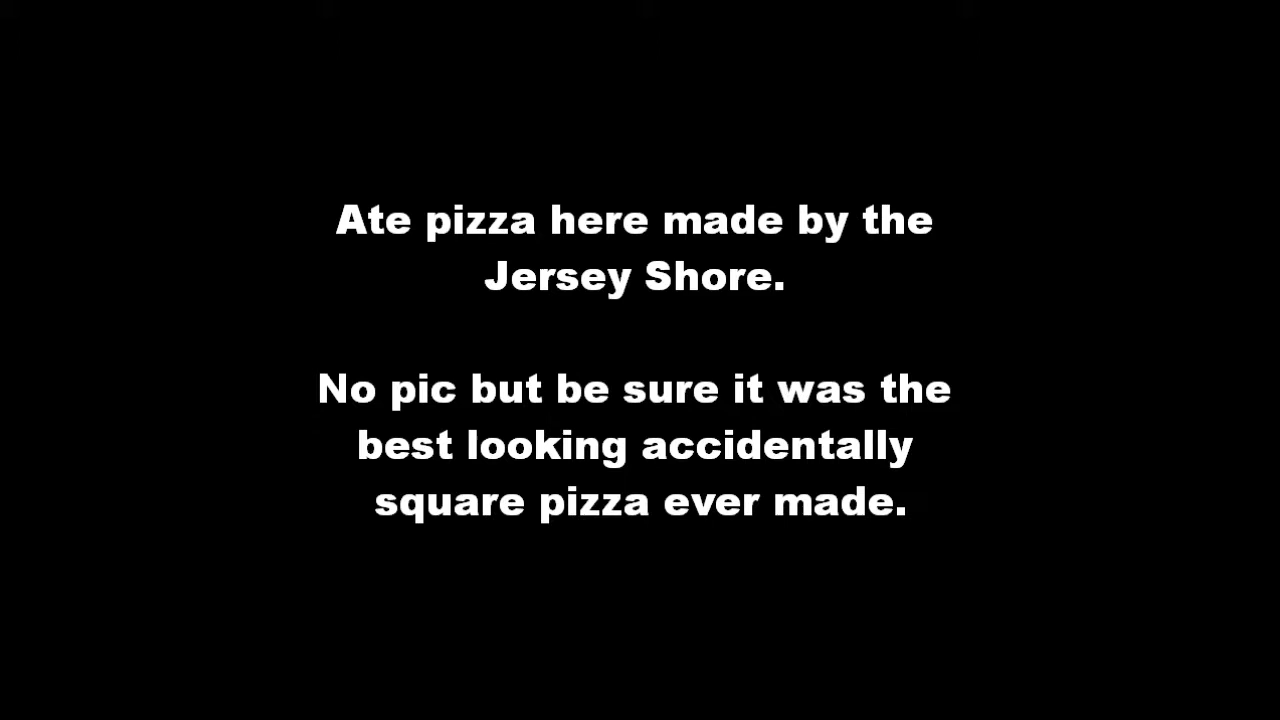 Ate pizza here made by the
Jersey Shore.
No pic but be sure it was the
best looking accidentally
square pizza ever made.